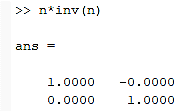 >> n*inv(n)
ans =
1.0000 -0.0000
0.0000 1.0000